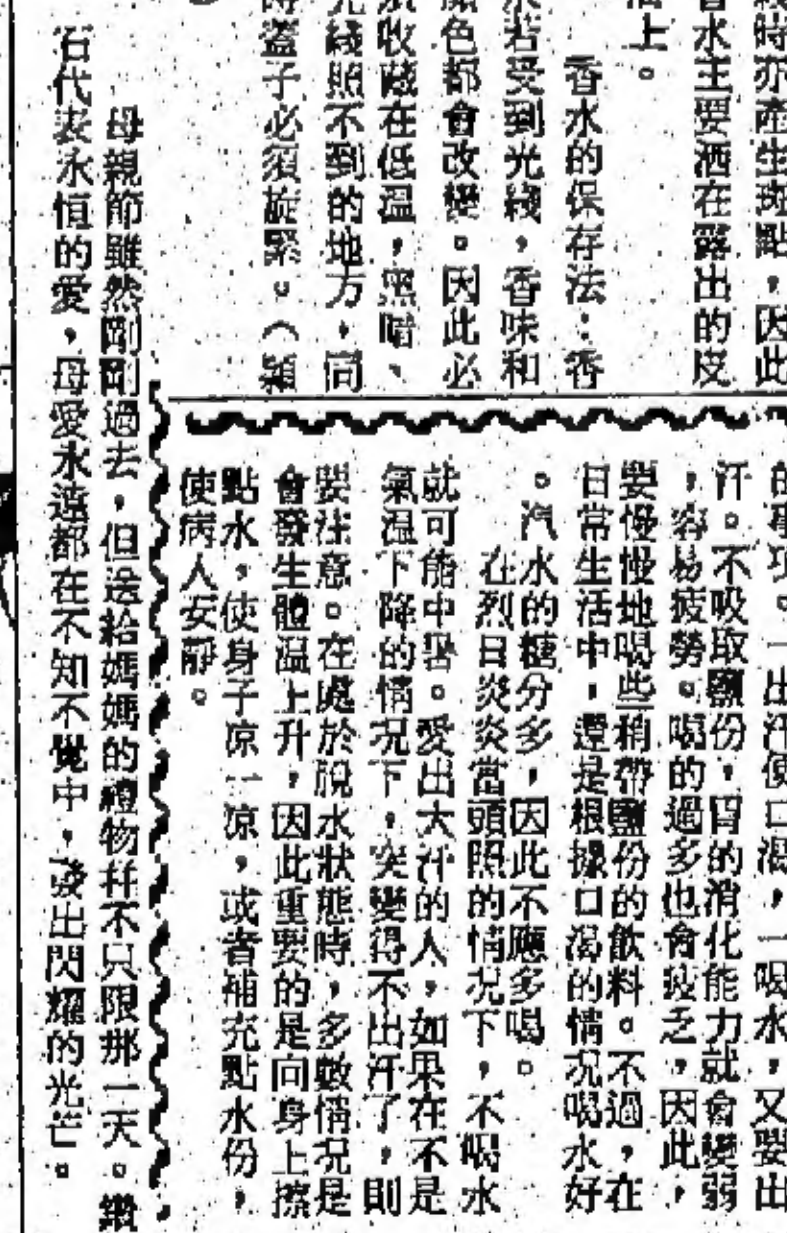 時亦產生斑點，因此
香水主要洒在露出的皮
上。
香水的保存法：香
水若受到光綫，香味和
顏色都會改變。因此必
須收藏在低温，黑暗、
光綫照不到的地方，同
時蓋子必須旋緊。（穎
的事項。一出汗便口渴，一喝水，又要出
汗。不吸取鹽份，胃的消化能力就會變弱
，容易疲勞。喝的過多也會疲乏，因此，
要慢慢地喝些稍帶鹽份的飲料。不過，在
日常生活中，還是根據口渴的情况喝水好
。汽水的糖分多，因此不應多喝。
在烈日炎炎當頭照的情况下，不喝水
就可能中暑。愛出大汗的人，如果在不是
氣温下降的情况下，突變得不出汗了，則
要注意。在處於脫水狀態時，多數情况是
會發生體温上升，因此重要的是向身上擦
點水，使身子凉一凉，或者補充點水份，
使病人安靜。
母親節雖然剛剛過去，但送給媽媽的禮物幷不只限那一天。鑽
石代表永恒的愛，母愛永遠都在不知不覺中，發出閃耀的光芒。